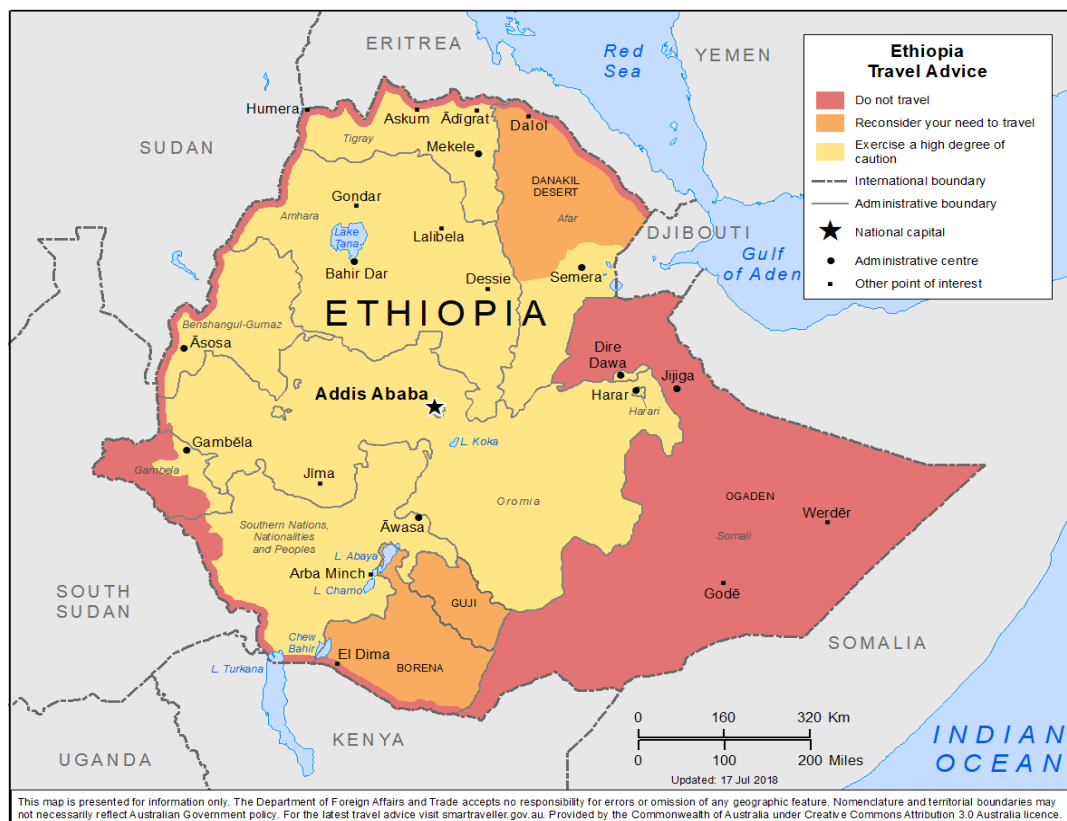 ERITREA
Red
Sea
YEMEN
Ethiopia
Travel Advice
Do not travel
Reconsider your need to travel
Exercise a high degree of
caution
International boundary
Administrative boundary
National capital
Administrative centre
Other point of interest
Humera
Askum
Ādīgrat
Dalol
SUDAN
Tigray
Mekele
DANAKIL
DESERT
Afar
Gondar
Amhara
Lake
Tana
Lalibela
DJIBOUTI
Gulf
of Aden
Bahir Dar
Dessie
Semera
ETHIOPIA
Benshangul-Gumaz
Āsosa
Dire
Dawa
Jijiga
Addis Ababa
Harar
Harari
L. Koka
Gambēla
Gambela
Jīma
Oromia
OGADEN
Werdēr
Somali
Southern Nations,
Nationalities
and Peoples
Āwasa
L. Abaya
Arba Minch
L. Chamo
GUJI
Godē
SOUTH
SUDAN
Chew
Bahir
El Dima
BORENA
L. Turkana
SOMALIA
KENYA
UGANDA
0 160 320 Km
0 100 200 Miles
Updated: 17 Jul 2018
INDIAN
OCEAN
This map is presented for information only. The Department of Foreign Affairs and Trade accepts no responsibility for errors or omission of any geographic feature. Nomenclature and territorial boundaries may
not necessarily reflect Australian Government policy. For the latest travel advice visit smartraveller.gov.au. Provided by the Commonwealth of Australia under Creative Commons Attribution 3.0 Australia licence.